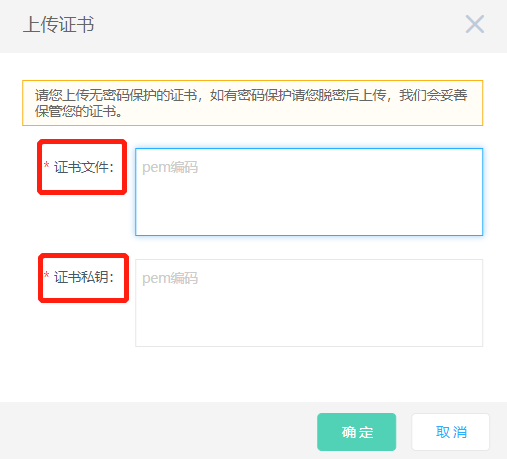 上传证书
请您上传无密码保护的证书，如有密码保护请您脱密后上传，我们会妥善
保管您的证书。
* 证书文件：
pem编码
* 证书私钥：
pem编码
确定
取消